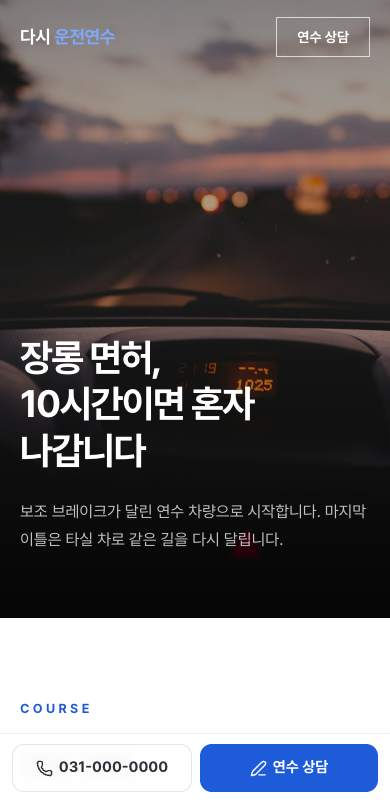 다시 운전연수
연수 상담
21:19
1025
장롱 면허,
10시간이면 혼자
나갑니다
보조 브레이크가 달린 연수 차량으로 시작합니다. 마지막
이틀은 타실 차로 같은 길을 다시 달립니다.
COURSE
031-000-0000
연수 상담